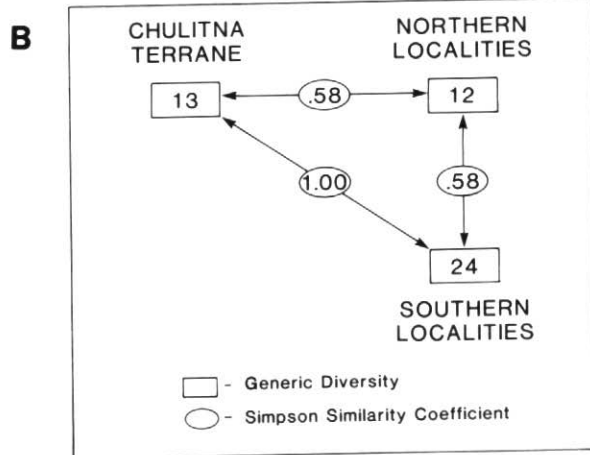 B
CHULITNA
TERRANE
NORTHERN
LOCALITIES
13
.58
12
1.00
.58
24
SOUTHERN
LOCALITIES
- Generic Diversity
- Simpson Similarity Coefficient